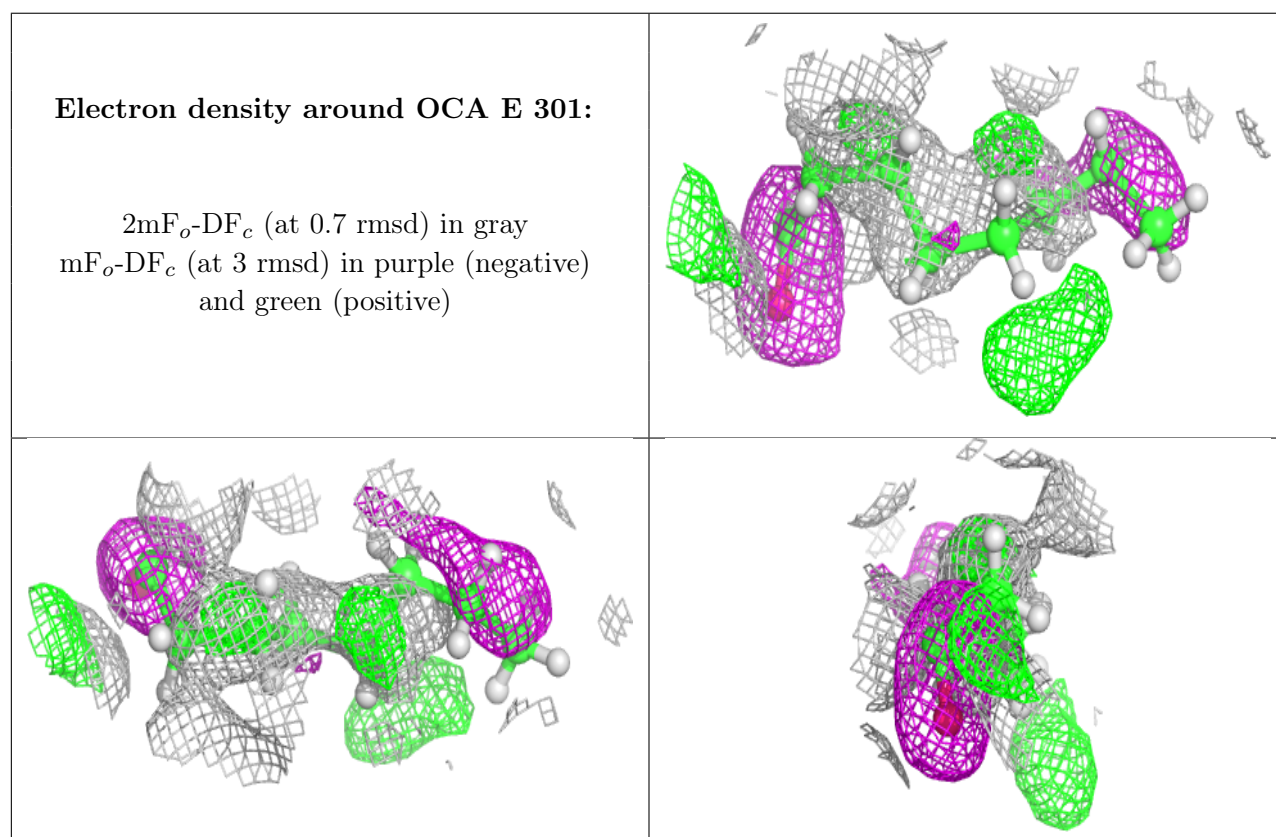 Electron density around OCA E 301:
2mFₒ-DF𝒸 (at 0.7 rmsd) in gray
mFₒ-DF𝒸 (at 3 rmsd) in purple (negative)
and green (positive)